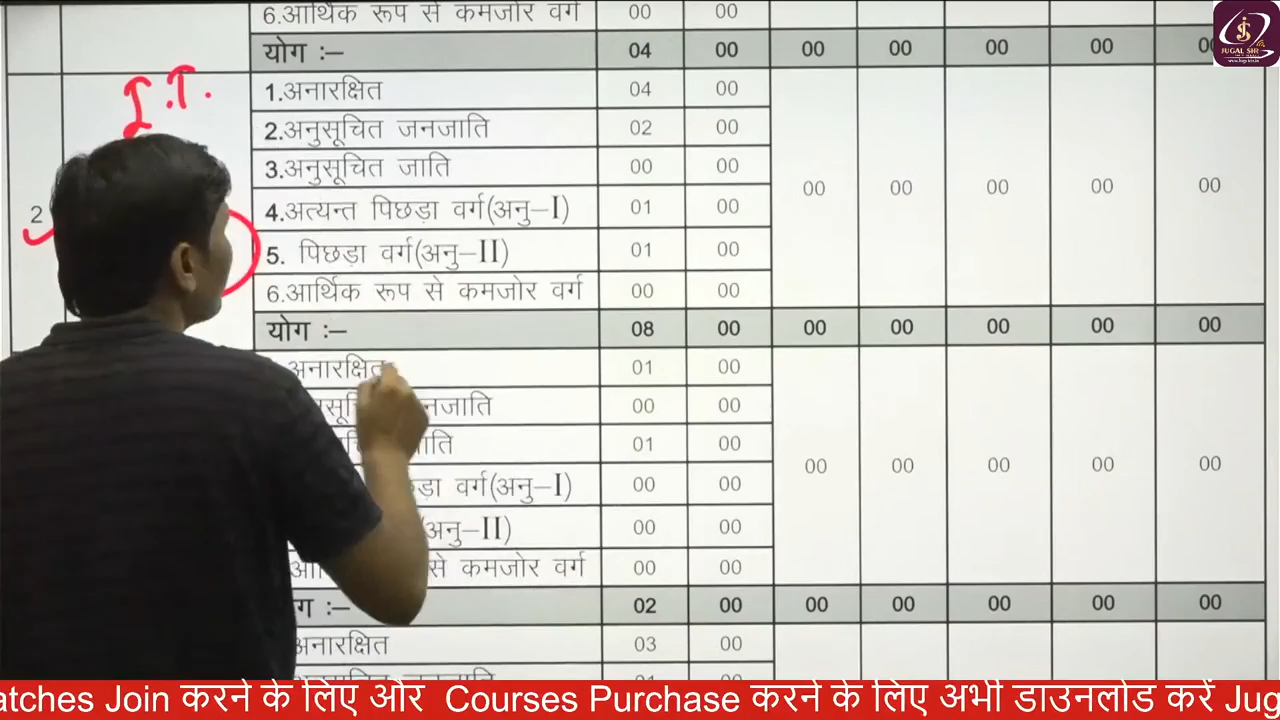 6.आर्थिक रूप से कमजोर वर्ग 00 00
योग :– 04 00 00 00 00 00 00
I.T.
1.अनारक्षित 04 00
2.अनुसूचित जनजाति 02 00
3.अनुसूचित जाति 00 00
2 00 00 00 00 00
4.अत्यन्त पिछड़ा वर्ग(अनु–I) 01 00
5. पिछड़ा वर्ग(अनु–II) 01 00
6.आर्थिक रूप से कमजोर वर्ग 00 00
योग :– 08 00 00 00 00 00 00
अनारक्षित 01 00
जनजाति 00 00
01 00
00 00 00 00 00
वर्ग(अनु–I) 00 00
(अनु–II) 00 00
से कमजोर वर्ग 00 00
:– 02 00 00 00 00 00 00
अनारक्षित 03 00
JUGAL SIR
Join करने के लिए और Courses Purchase करने के लिए अभी डाउनलोड करें